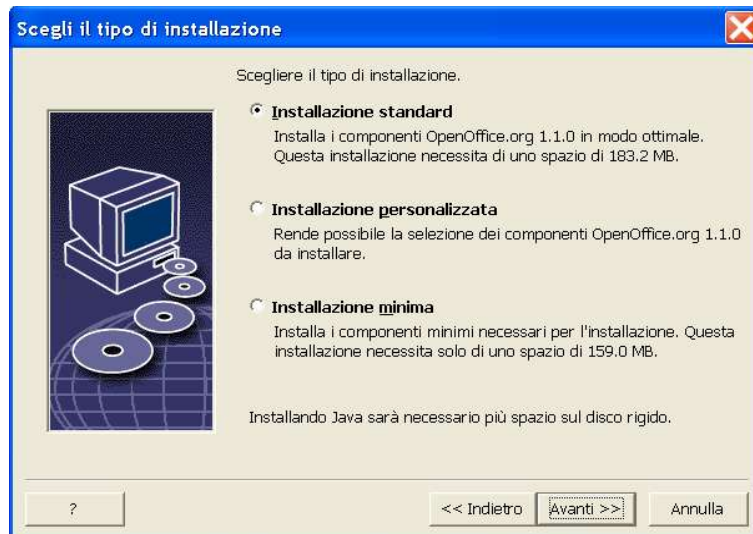 Scegli il tipo di installazione
Scegliere il tipo di installazione.
Installazione standard
Installa i componenti OpenOffice.org 1.1.0 in modo ottimale.
Questa installazione necessita di uno spazio di 183.2 MB.
Installazione personalizzata
Rende possibile la selezione dei componenti OpenOffice.org 1.1.0
da installare.
Installazione minima
Installa i componenti minimi necessari per l'installazione. Questa
installazione necessita solo di uno spazio di 159.0 MB.
Installando Java sarà necessario più spazio sul disco rigido.
?
<< Indietro
Avanti >>
Annulla